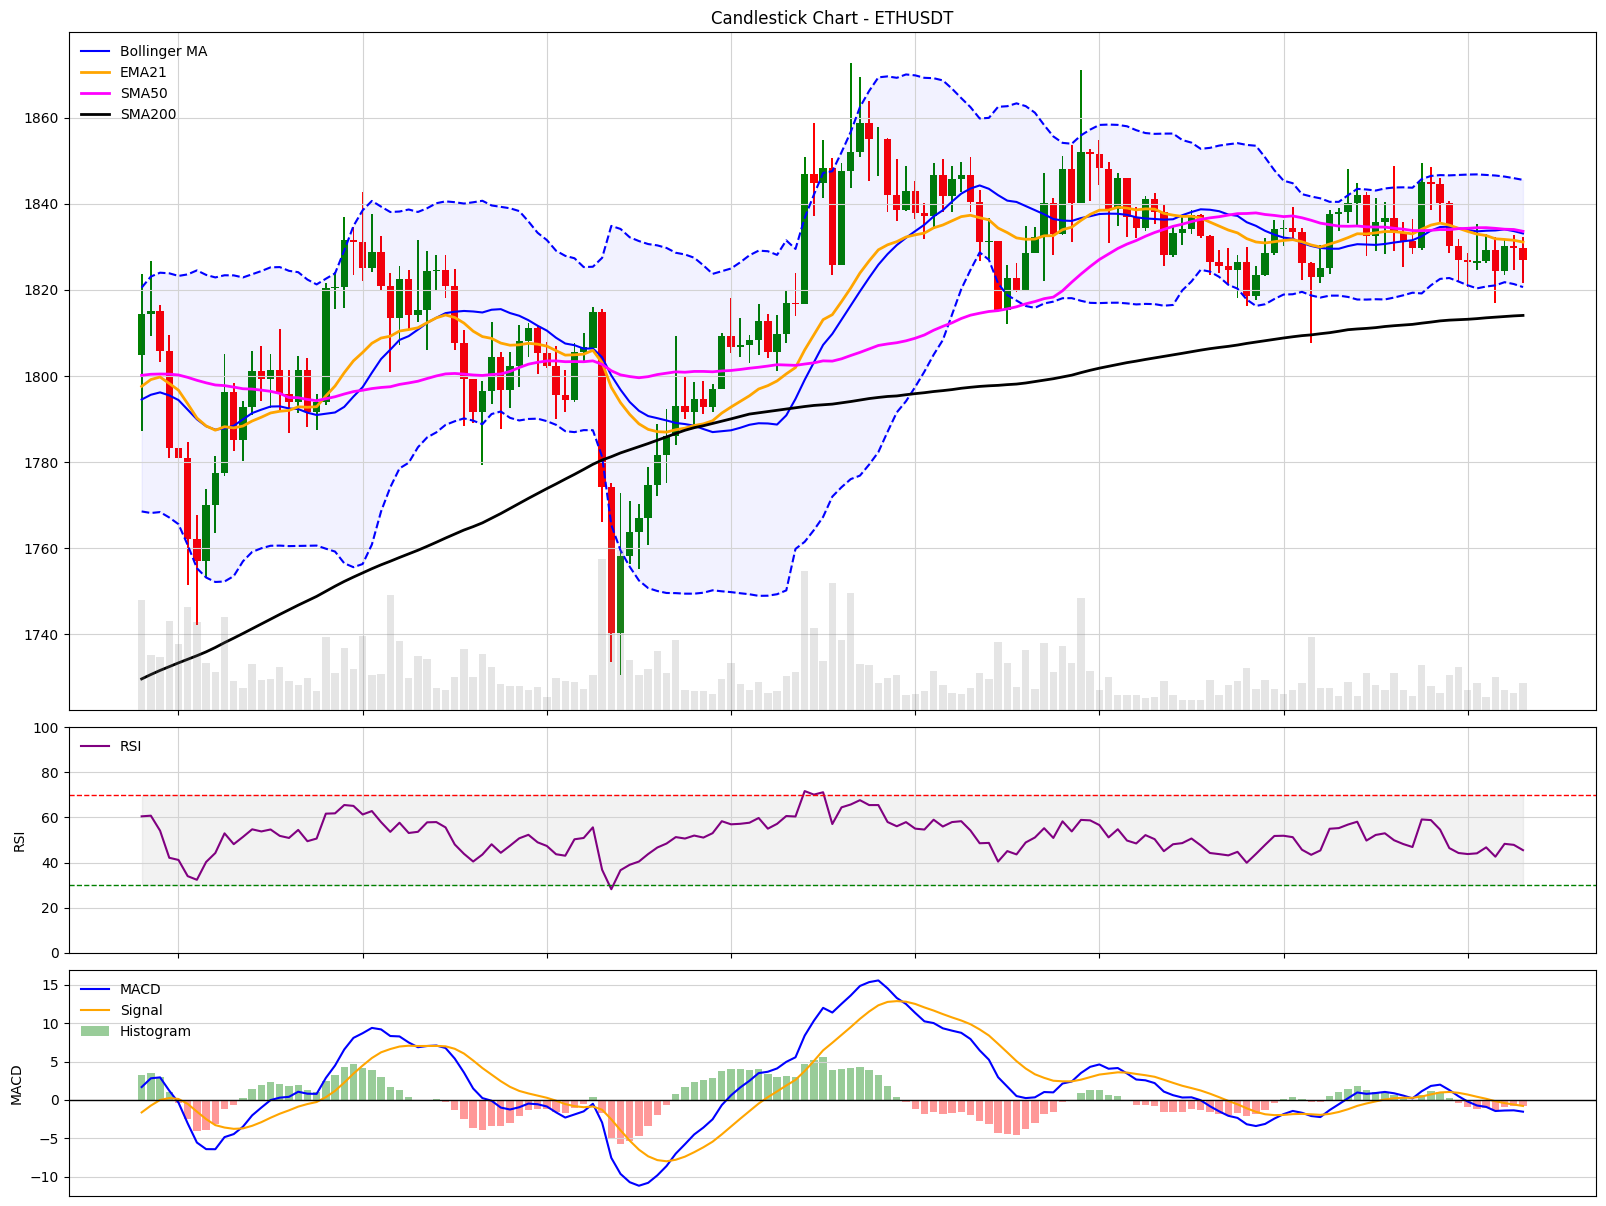 Candlestick Chart - ETHUSDT
Bollinger MA
EMA21
SMA50
SMA200
1860
1840
1820
1800
1780
1760
1740
100
80
60
40
20
0
RSI
RSI
15
10
5
0
−5
−10
MACD
MACD
Signal
Histogram